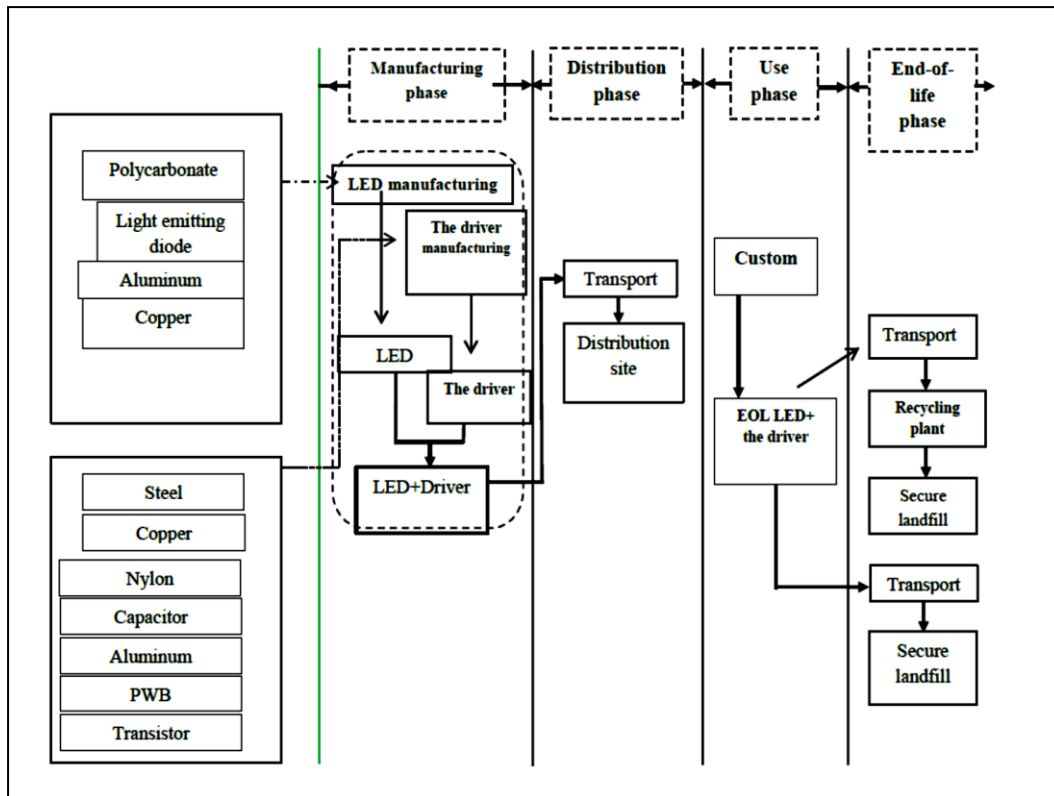 Manufacturing
phase
Distribution
phase
Use
phase
End-of-
life
phase
Polycarbonate
Light emitting
diode
Aluminum
Copper
Steel
Copper
Nylon
Capacitor
Aluminum
PWB
Transistor
LED manufacturing
The driver
manufacturing
LED
The driver
LED+Driver
Transport
Distribution
site
Custom
EOL LED+
the driver
Transport
Recycling
plant
Secure
landfill
Transport
Secure
landfill